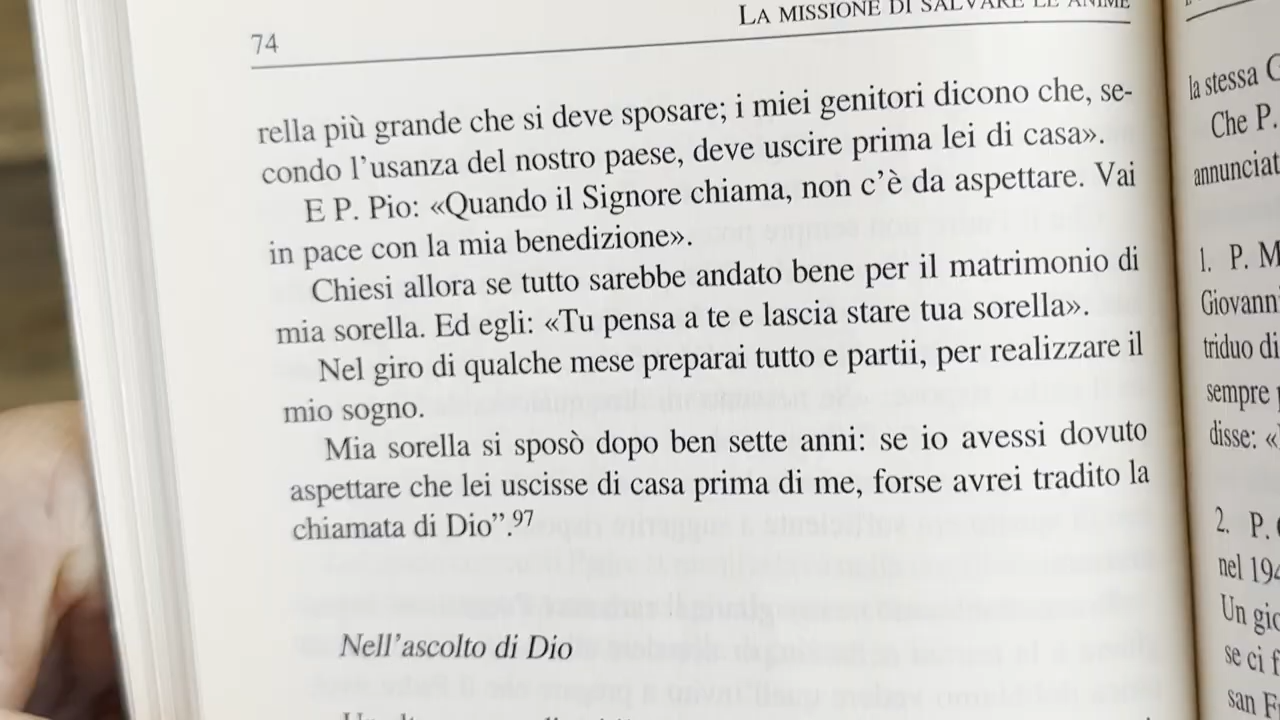 74
LA MISSIONE DI SALVARE LE ANIME
rella più grande che si deve sposare; i miei genitori dicono che, se-
condo l'usanza del nostro paese, deve uscire prima lei di casa».
E P. Pio: «Quando il Signore chiama, non c'è da aspettare. Vai
in pace con la mia benedizione».
Chiesi allora se tutto sarebbe andato bene per il matrimonio di
mia sorella. Ed egli: «Tu pensa a te e lascia stare tua sorella».
Nel giro di qualche mese preparai tutto e partii, per realizzare il
mio sogno.
Mia sorella si sposò dopo ben sette anni: se io avessi dovuto
aspettare che lei uscisse di casa prima di me, forse avrei tradito la
chiamata di Dio”.97
Nell'ascolto di Dio
la stessa
Che P.
annunciat
1. P. M
Giovanni
triduo di
sempre
disse: «
2. P.
nel 194
Un gio
se ci f
san F